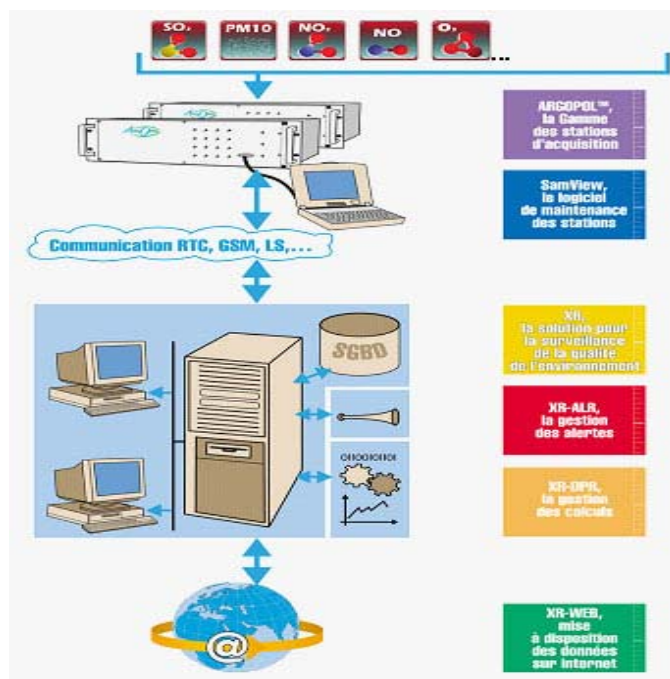 SO₂ PM10 NOₓ NO O₃ ...
ARGOPOL™,
la Gamme
des stations
d'acquisition
SamView,
le logiciel
de maintenance
des stations
Communication RTC, GSM, LS,...
SGBD
XR,
la solution pour
la surveillance
de la qualité
de l'environnement
XR-ALR,
la gestion
des alertes
01100101101
XR-DPR,
la gestion
des calculs
@
XR-WEB,
mise
à disposition
des données
sur internet